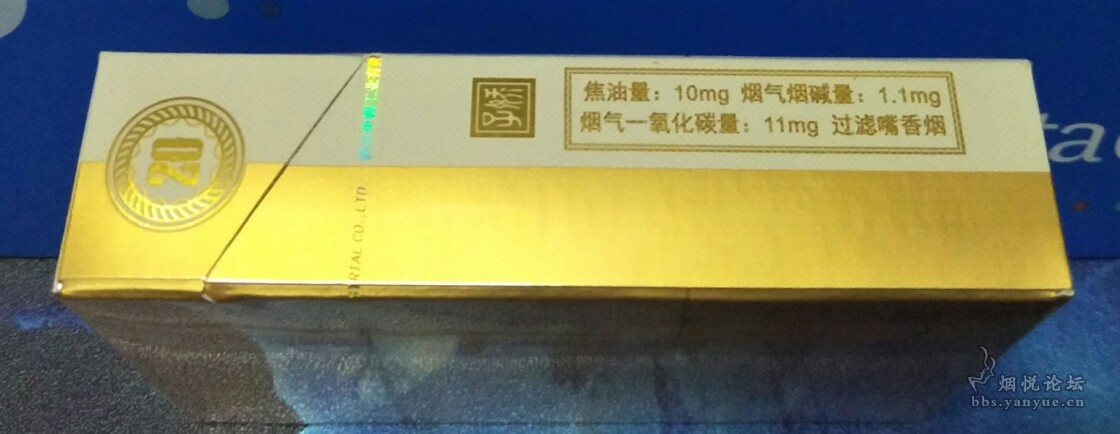 20
焦油量：10mg 烟气烟碱量：1.1mg
烟气一氧化碳量：11mg 过滤嘴香烟
RIAL CO.,LTD.
烟悦论坛
bbs.yanyue.cn